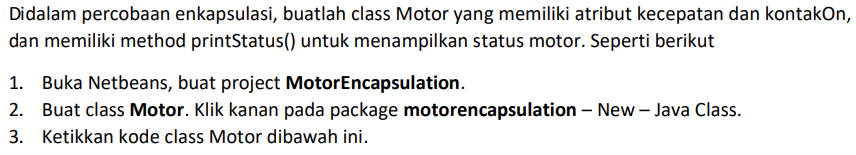 Didalam percobaan enkapsulasi, buatlah class Motor yang memiliki atribut kecepatan dan kontakOn,
dan memiliki method printStatus() untuk menampilkan status motor. Seperti berikut
1. Buka Netbeans, buat project MotorEncapsulation.
2. Buat class Motor. Klik kanan pada package motorencapsulation – New – Java Class.
3. Ketikkan kode class Motor dibawah ini.